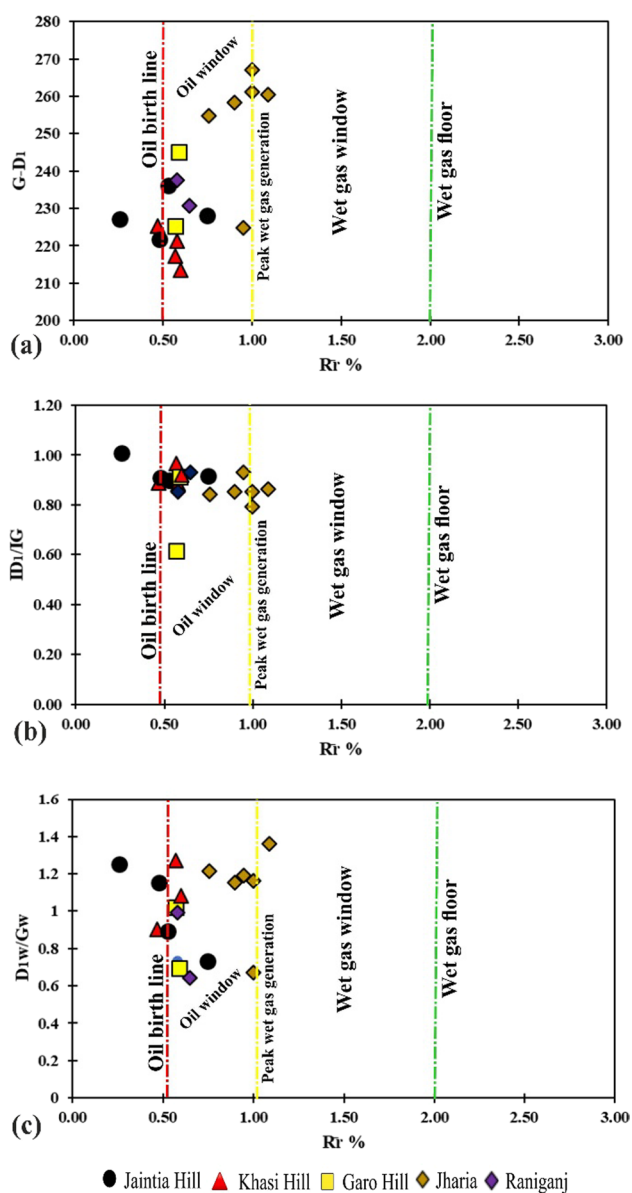 280
270
260
250
240
230
220
210
200
G-D1
Oil birth line
Oil window
Peak wet gas generation
Wet gas window
Wet gas floor
0.00 0.50 1.00 1.50 2.00 2.50 3.00
(a)
Rr %
1.20
1.00
0.80
0.60
0.40
0.20
0.00
ID1/IG
Oil birth line
Oil window
Peak wet gas generation
Wet gas window
Wet gas floor
0.00 0.50 1.00 1.50 2.00 2.50 3.00
(b)
Rr %
1.6
1.4
1.2
1
0.8
0.6
0.4
0.2
0
D1w/Gw
Oil birth line
Oil window
Peak wet gas generation
Wet gas window
Wet gas floor
0.00 0.50 1.00 1.50 2.00 2.50 3.00
(c)
Rr %
Jaintia Hill Khasi Hill Garo Hill Jharia Raniganj